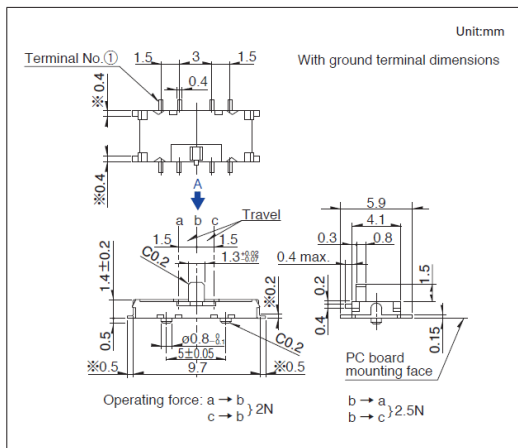 Unit:mm
With ground terminal dimensions
Terminal No.①
1.5 3 1.5
0.4
※0.4
※0.4
A
Travel
a b c
1.5 1.5
1.3
C0.2
1.4±0.2
※0.2
0.5
ø0.8
C0.2
5±0.05
※0.5 9.7 ※0.5
5.9
4.1
0.3 0.8
0.4 max.
0.2
0.4
1.5
0.15
PC board
mounting face
Operating force: a → b
c → b } 2N
b → a
b → c } 2.5N